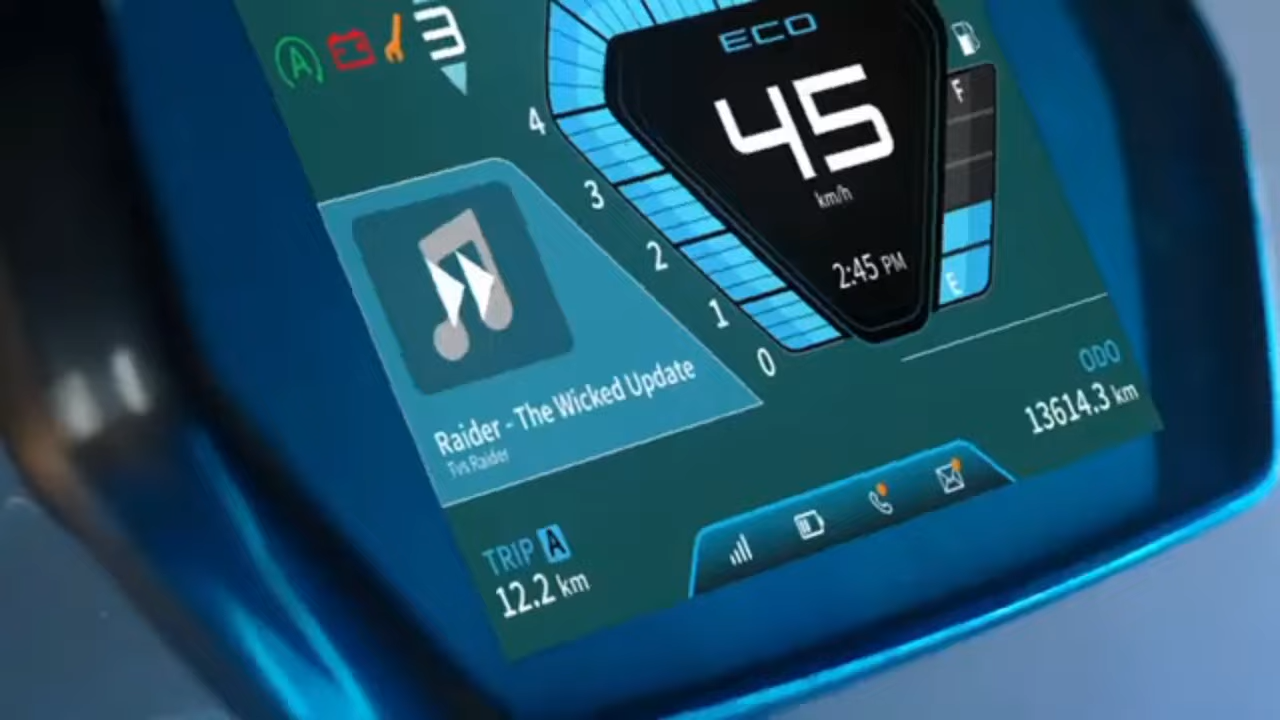 A
3
ECO
45
km/h
2:45 PM
F
E
4
3
2
1
0
Raider - The Wicked Update
Tvs Raider
ODO
13614.3 km
TRIP A
12.2 km